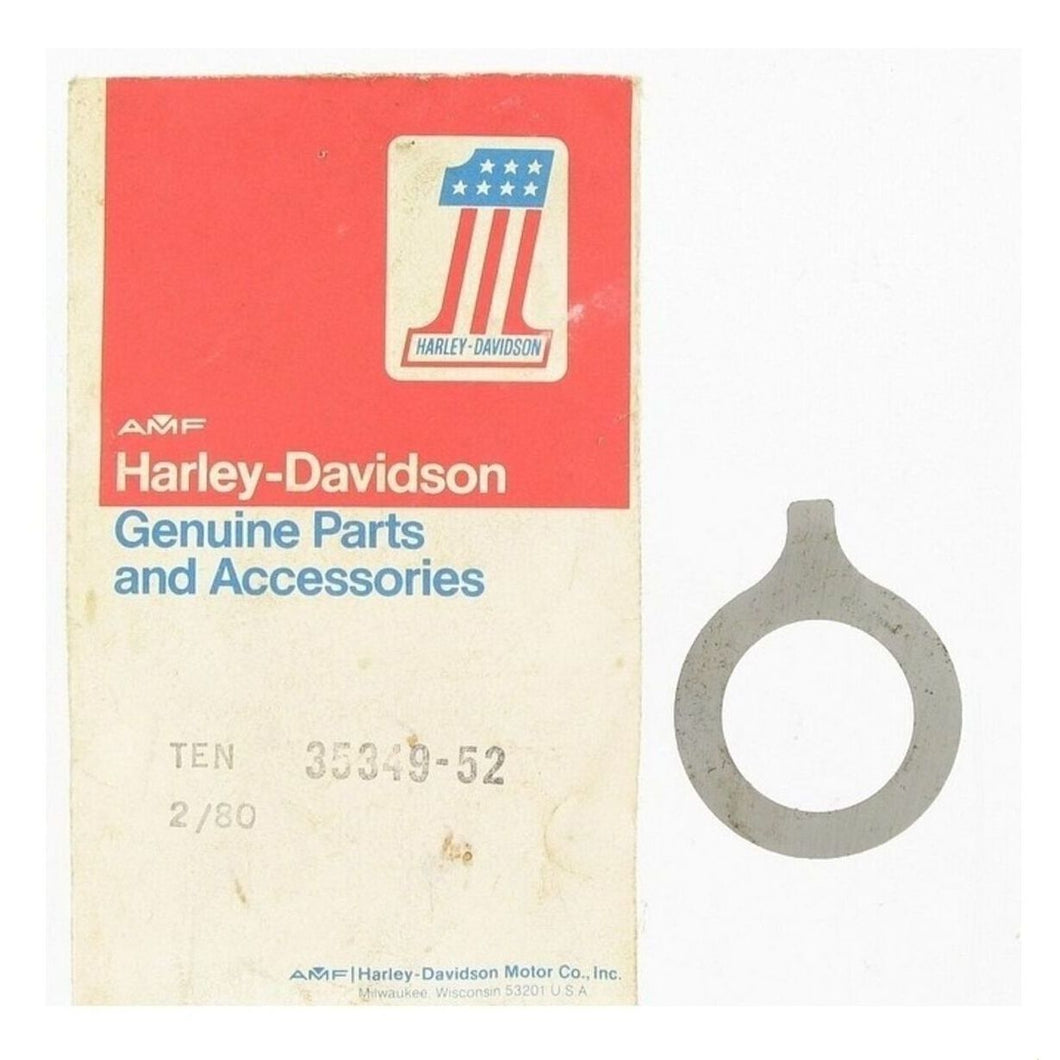 1
HARLEY-DAVIDSON
AMF
Harley-Davidson
Genuine Parts
and Accessories
TEN 35349-52
2/80
AMF|Harley-Davidson Motor Co., Inc.
Milwaukee, Wisconsin 53201 U.S.A.